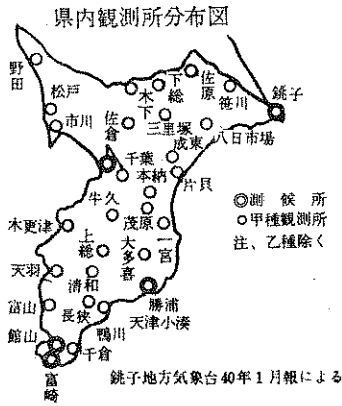 県内観測所分布図
野田
松戸
市川
木下
下総
佐原
笹川
銚子
佐倉
三里塚
成東
八日市場
千葉
本納
片貝
牛久
茂原
木更津
上総
大多喜
一宮
天羽
清和
勝浦
富山
長狭
鴨川
天津小湊
館山
千倉
富崎
◎測候所
◎甲種観測所
注、乙種除く
銚子地方気象台40年1月報による